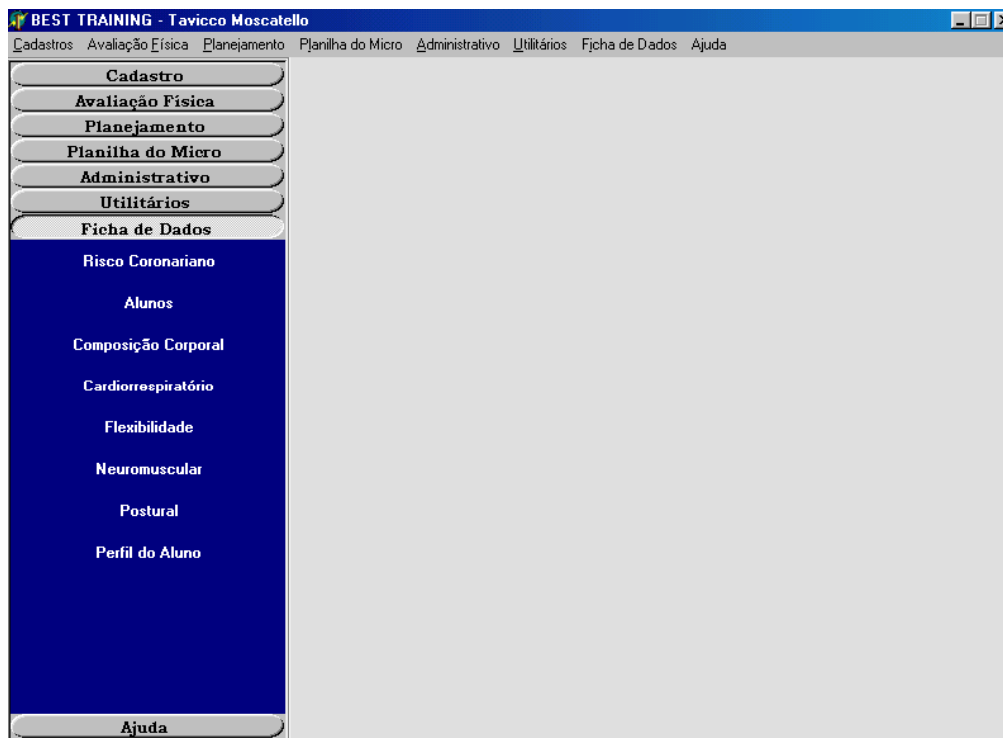 BEST TRAINING - Tavicco Moscatello
Cadastros Avaliação Física Planejamento Planilha do Micro Administrativo Utilitários Ficha de Dados Ajuda
Cadastro
Avaliação Física
Planejamento
Planilha do Micro
Administrativo
Utilitários
Ficha de Dados
Risco Coronariano
Alunos
Composição Corporal
Cardiorrespiratório
Flexibilidade
Neuromuscular
Postural
Perfil do Aluno
Ajuda